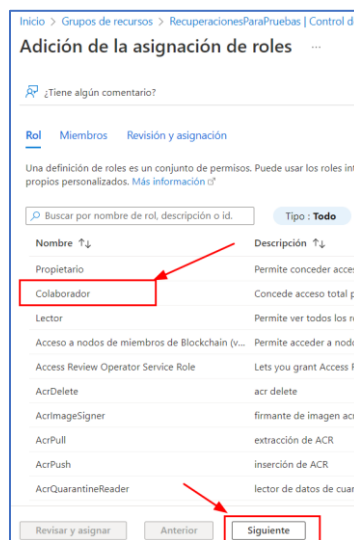 Inicio > Grupos de recursos > RecuperacionesParaPruebas | Control d
Adición de la asignación de roles ...
¿Tiene algún comentario?
Rol Miembros Revisión y asignación
Una definición de roles es un conjunto de permisos. Puede usar los roles int
propios personalizados. Más información
Buscar por nombre de rol, descripción o id. Tipo : Todo
Nombre ↑↓ Descripción ↑↓
Propietario Permite conceder acces
Colaborador Concede acceso total p
Lector Permite ver todos los re
Acceso a nodos de miembros de Blockchain (v... Permite acceder a nodo
Access Review Operator Service Role Lets you grant Access R
AcrDelete acr delete
AcrImageSigner firmante de imagen acr
AcrPull extracción de ACR
AcrPush inserción de ACR
AcrQuarantineReader lector de datos de cuar
Revisar y asignar Anterior Siguiente